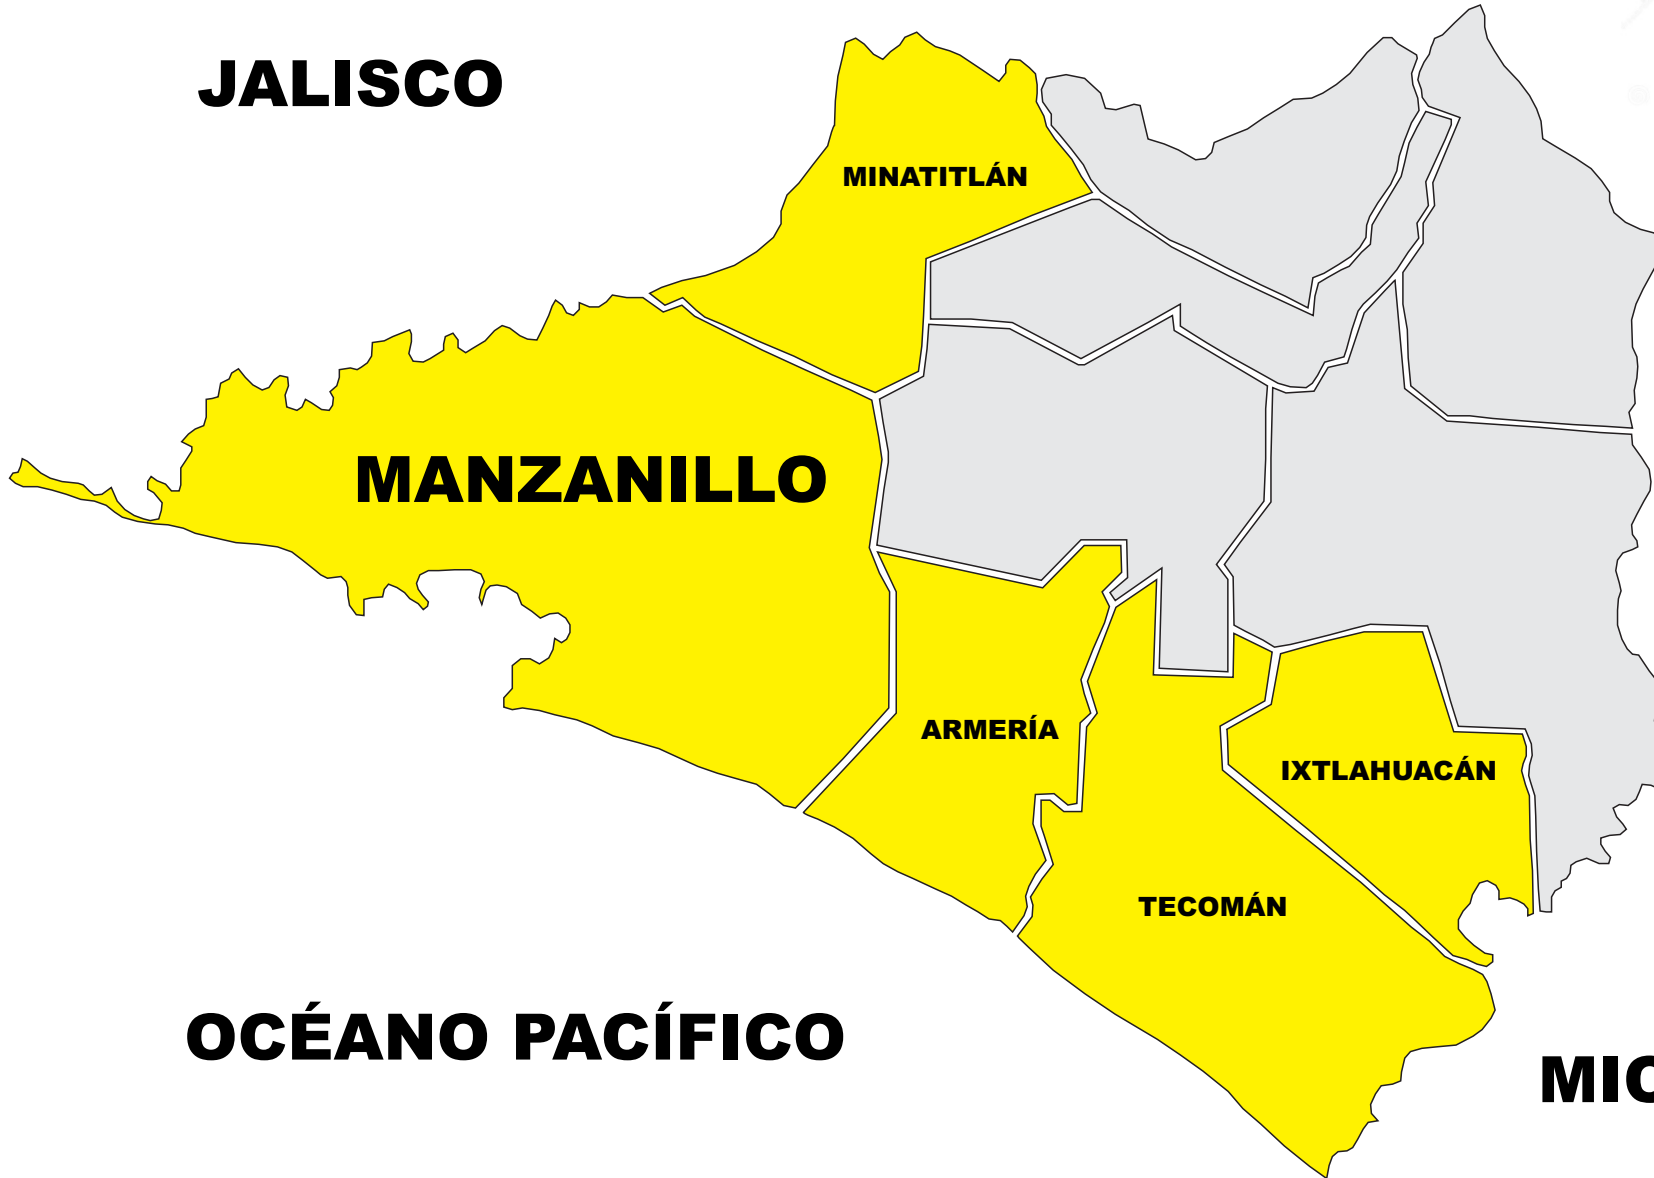 JALISCO
MINATITLÁN
MANZANILLO
ARMERÍA
IXTLAHUACÁN
TECOMÁN
OCÉANO PACÍFICO